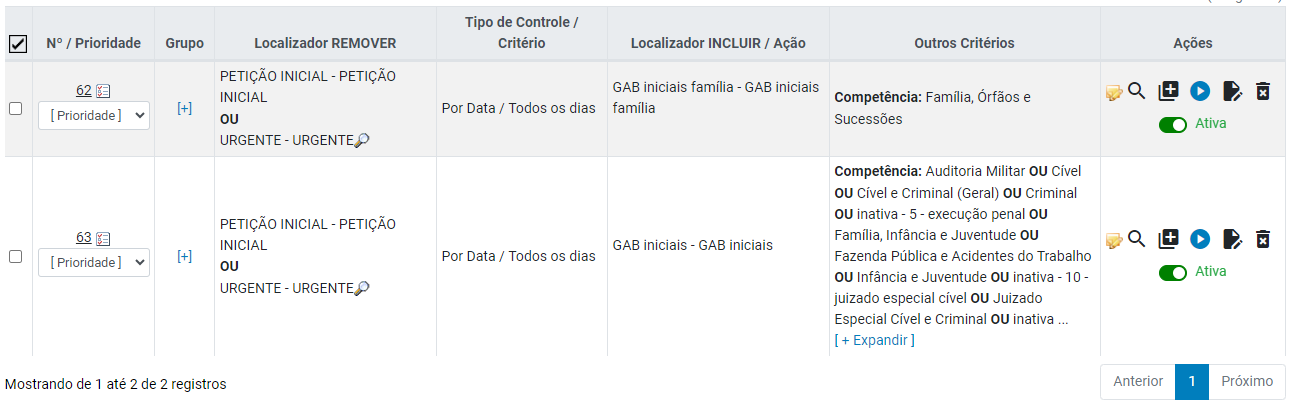 Nº / Prioridade
Grupo
Localizador REMOVER
Tipo de Controle /
Critério
Localizador INCLUIR / Ação
Outros Critérios
Ações
62
[ Prioridade ]
[+]
PETIÇÃO INICIAL - PETIÇÃO
INICIAL
OU
URGENTE - URGENTE
Por Data / Todos os dias
GAB iniciais família - GAB iniciais
família
Competência: Família, Órfãos e
Sucessões
Ativa
63
[ Prioridade ]
[+]
PETIÇÃO INICIAL - PETIÇÃO
INICIAL
OU
URGENTE - URGENTE
Por Data / Todos os dias
GAB iniciais - GAB iniciais
Competência: Auditoria Militar OU Cível
OU Cível e Criminal (Geral) OU Criminal
OU inativa - 5 - execução penal OU
Família, Infância e Juventude OU
Fazenda Pública e Acidentes do Trabalho
OU Infância e Juventude OU inativa - 10 -
juizado especial cível OU Juizado
Especial Cível e Criminal OU inativa ...
[ + Expandir ]
Ativa
Mostrando de 1 até 2 de 2 registros
Anterior
1
Próximo